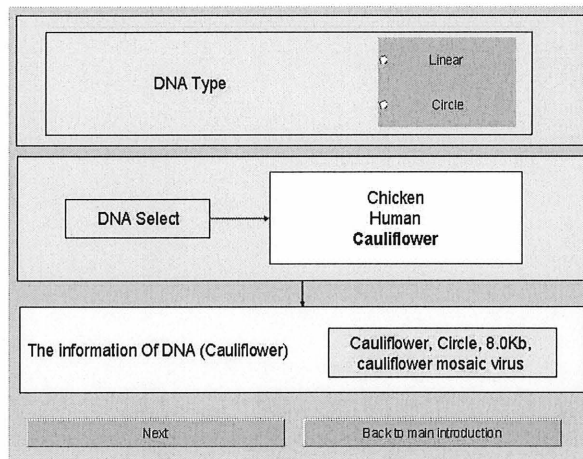 DNA Type
Linear
Circle
DNA Select
Chicken
Human
Cauliflower
The information Of DNA (Cauliflower)
Cauliflower, Circle, 8.0Kb,
cauliflower mosaic virus
Next
Back to main introduction